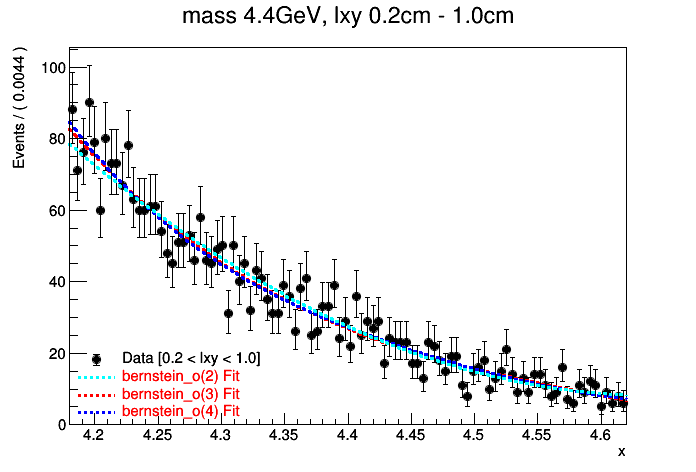 mass 4.4GeV, lxy 0.2cm - 1.0cm
Events / ( 0.0044 )
100
80
60
40
20
0
Data [0.2 < lxy < 1.0]
bernstein_o(2) Fit
bernstein_o(3) Fit
bernstein_o(4) Fit
4.2 4.25 4.3 4.35 4.4 4.45 4.5 4.55 4.6
x